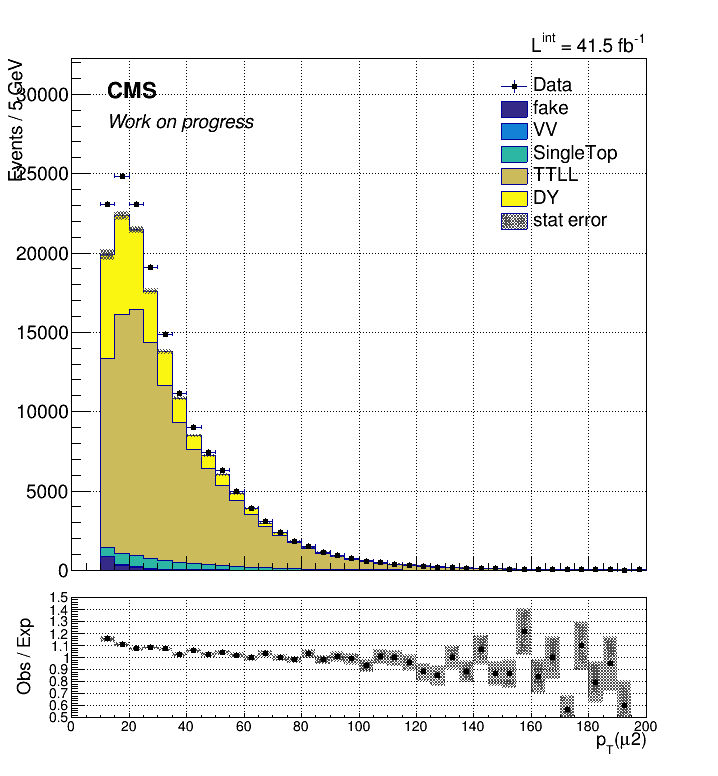 L^int = 41.5 fb^-1
Events / 5 GeV
CMS
Work on progress
Data
fake
VV
SingleTop
TTLL
DY
stat error
30000
25000
20000
15000
10000
5000
0
Obs / Exp
1.5
1.4
1.3
1.2
1.1
1
0.9
0.8
0.7
0.6
0.5
0 20 40 60 80 100 120 140 160 180 200
p_T(μ2)